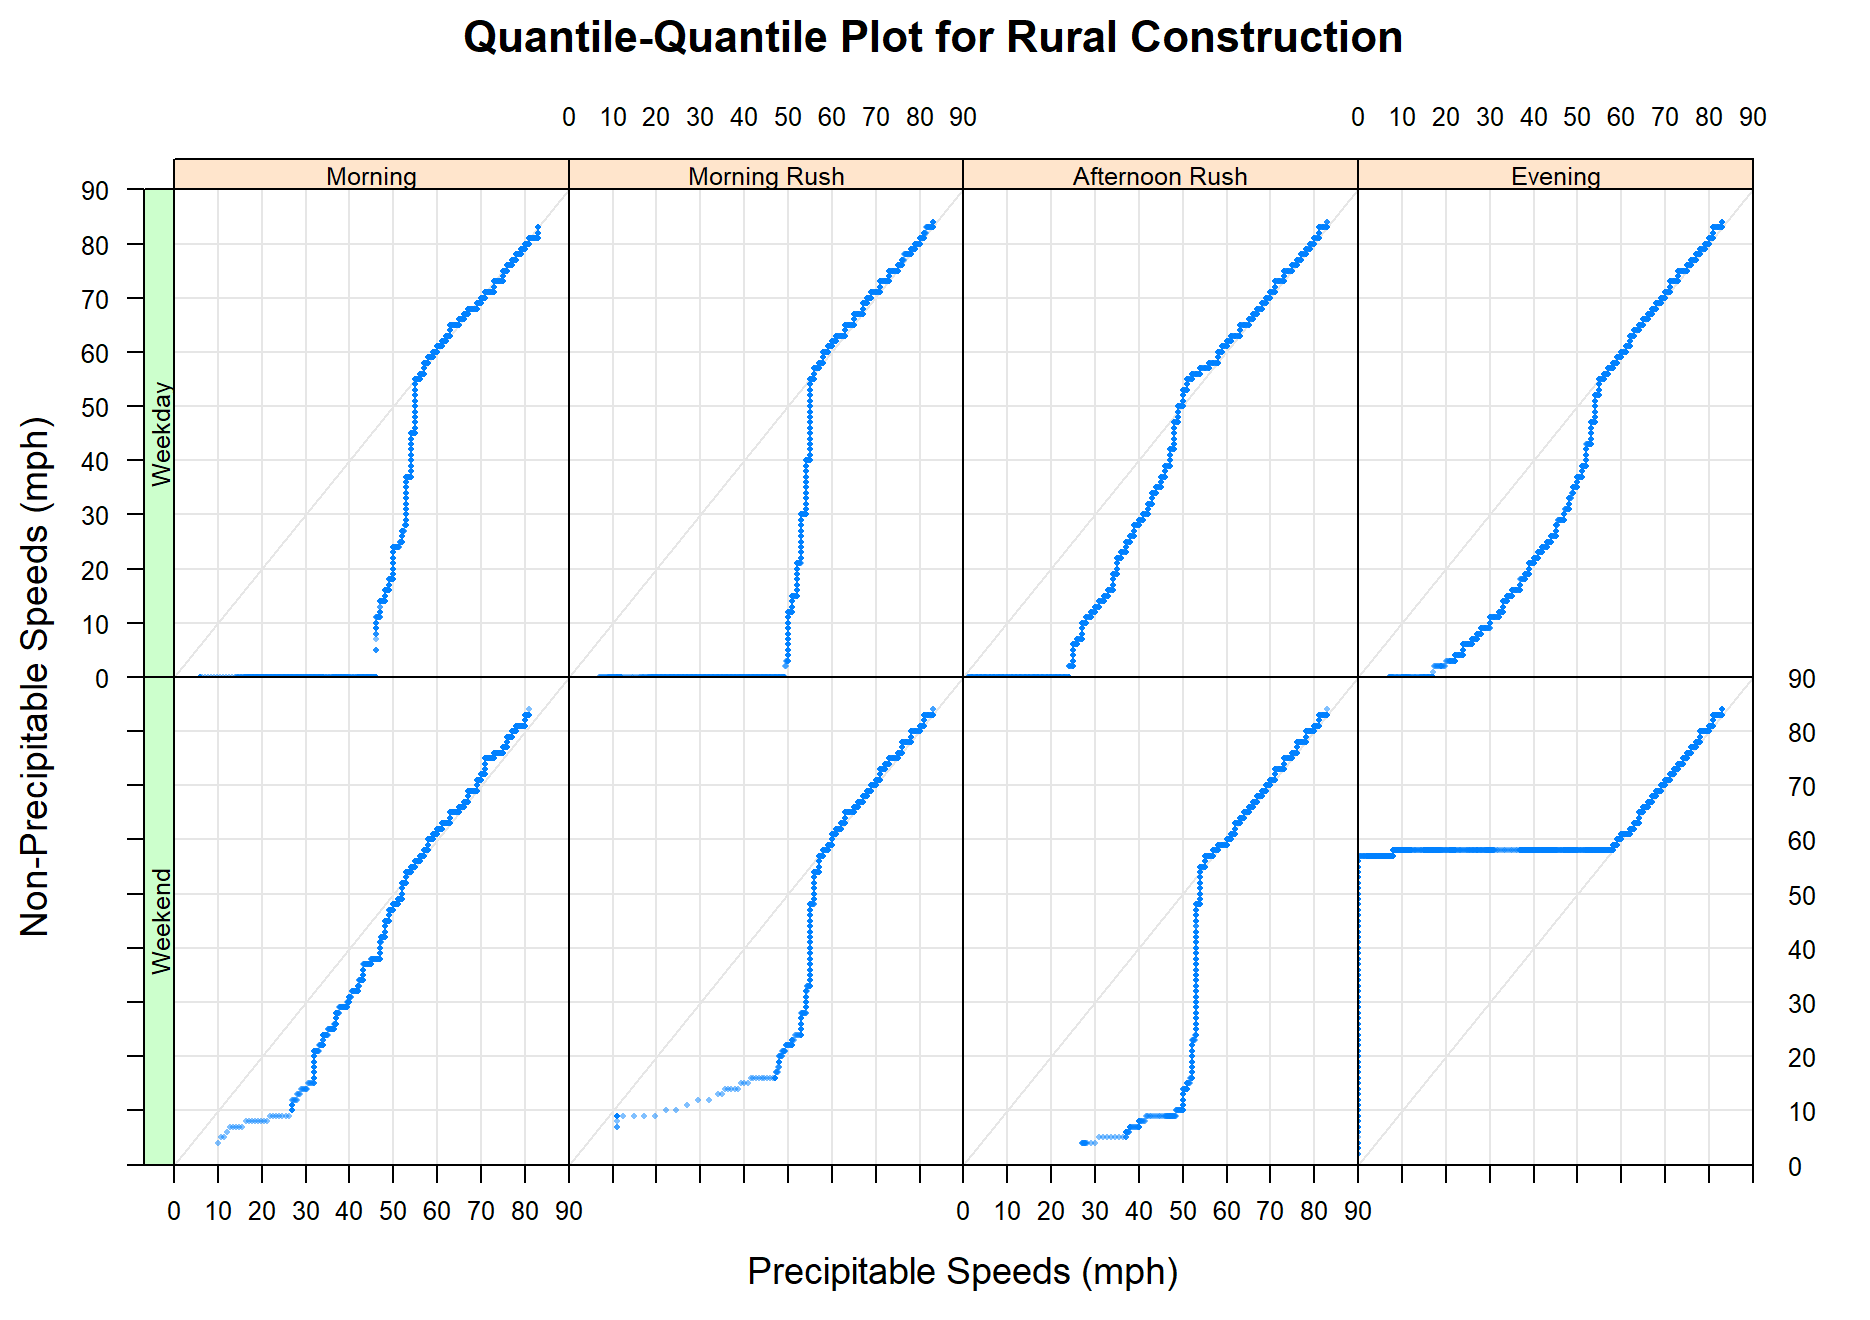 Quantile-Quantile Plot for Rural Construction
0 10 20 30 40 50 60 70 80 90 0 10 20 30 40 50 60 70 80 90
Morning Morning Rush Afternoon Rush Evening
90
80
70
60
50
40
30
20
10
0
Weekday
Weekend
Non-Precipitable Speeds (mph)
90
80
70
60
50
40
30
20
10
0
0 10 20 30 40 50 60 70 80 90 0 10 20 30 40 50 60 70 80 90
Precipitable Speeds (mph)